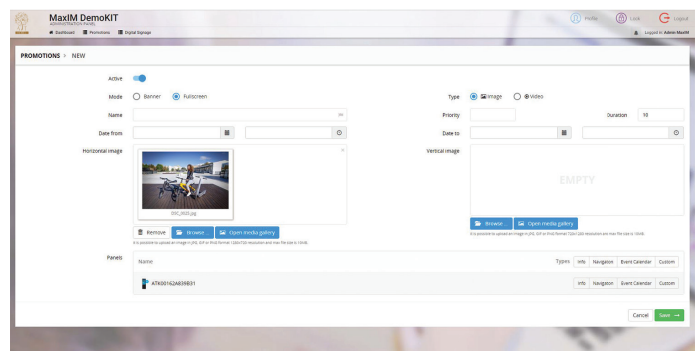 MaxIM DemoKIT
ADMINISTRATION PANEL
Profile Lock Logout
Dashboard Promotions Digital Signage
Logged in: Admin MaxIM
PROMOTIONS > NEW
Active
Mode Banner Fullscreen Type Image Video
Name Priority Duration 10
Date from Date to
Horizontal image Vertical image
EMPTY
Remove Browse ... Open media gallery
Browse ... Open media gallery
Panels Name Types Info Navigation Event Calendar Custom
ATK00162A839B31 Info Navigation Event Calendar Custom
Cancel Save